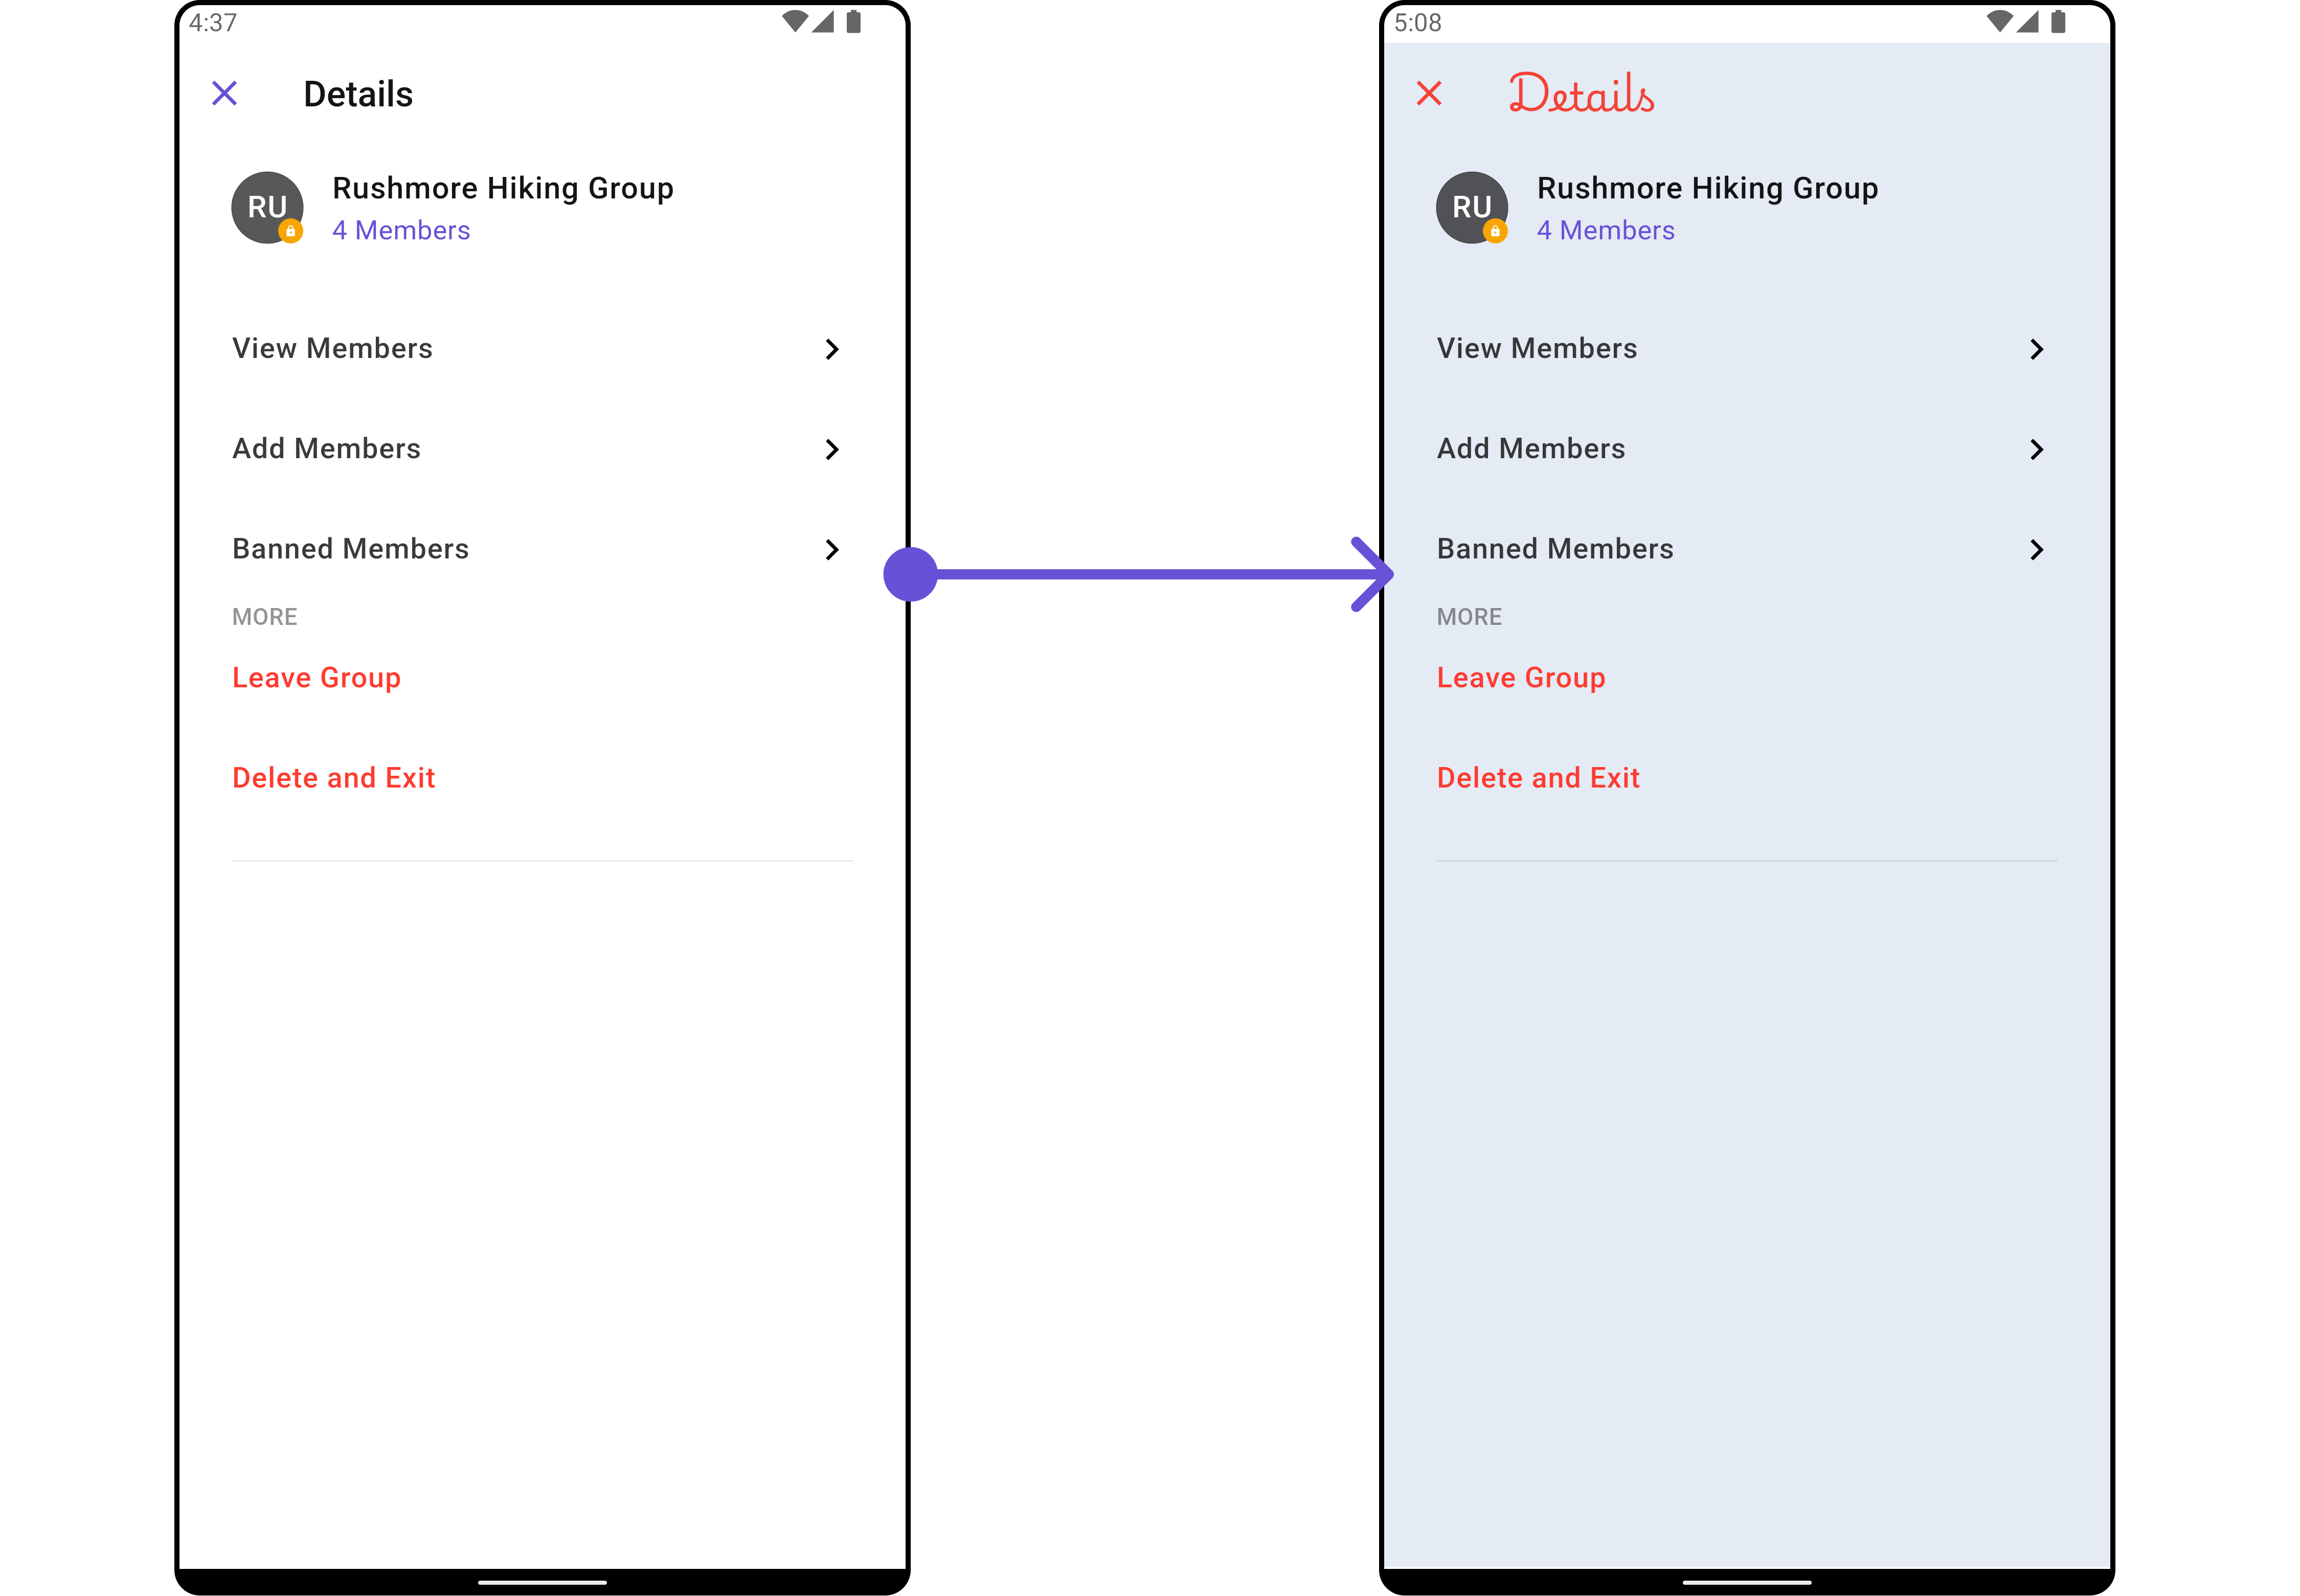 4:37
Details
RU
Rushmore Hiking Group
4 Members
View Members
Add Members
Banned Members
MORE
Leave Group
Delete and Exit
5:08
Details
RU
Rushmore Hiking Group
4 Members
View Members
Add Members
Banned Members
MORE
Leave Group
Delete and Exit